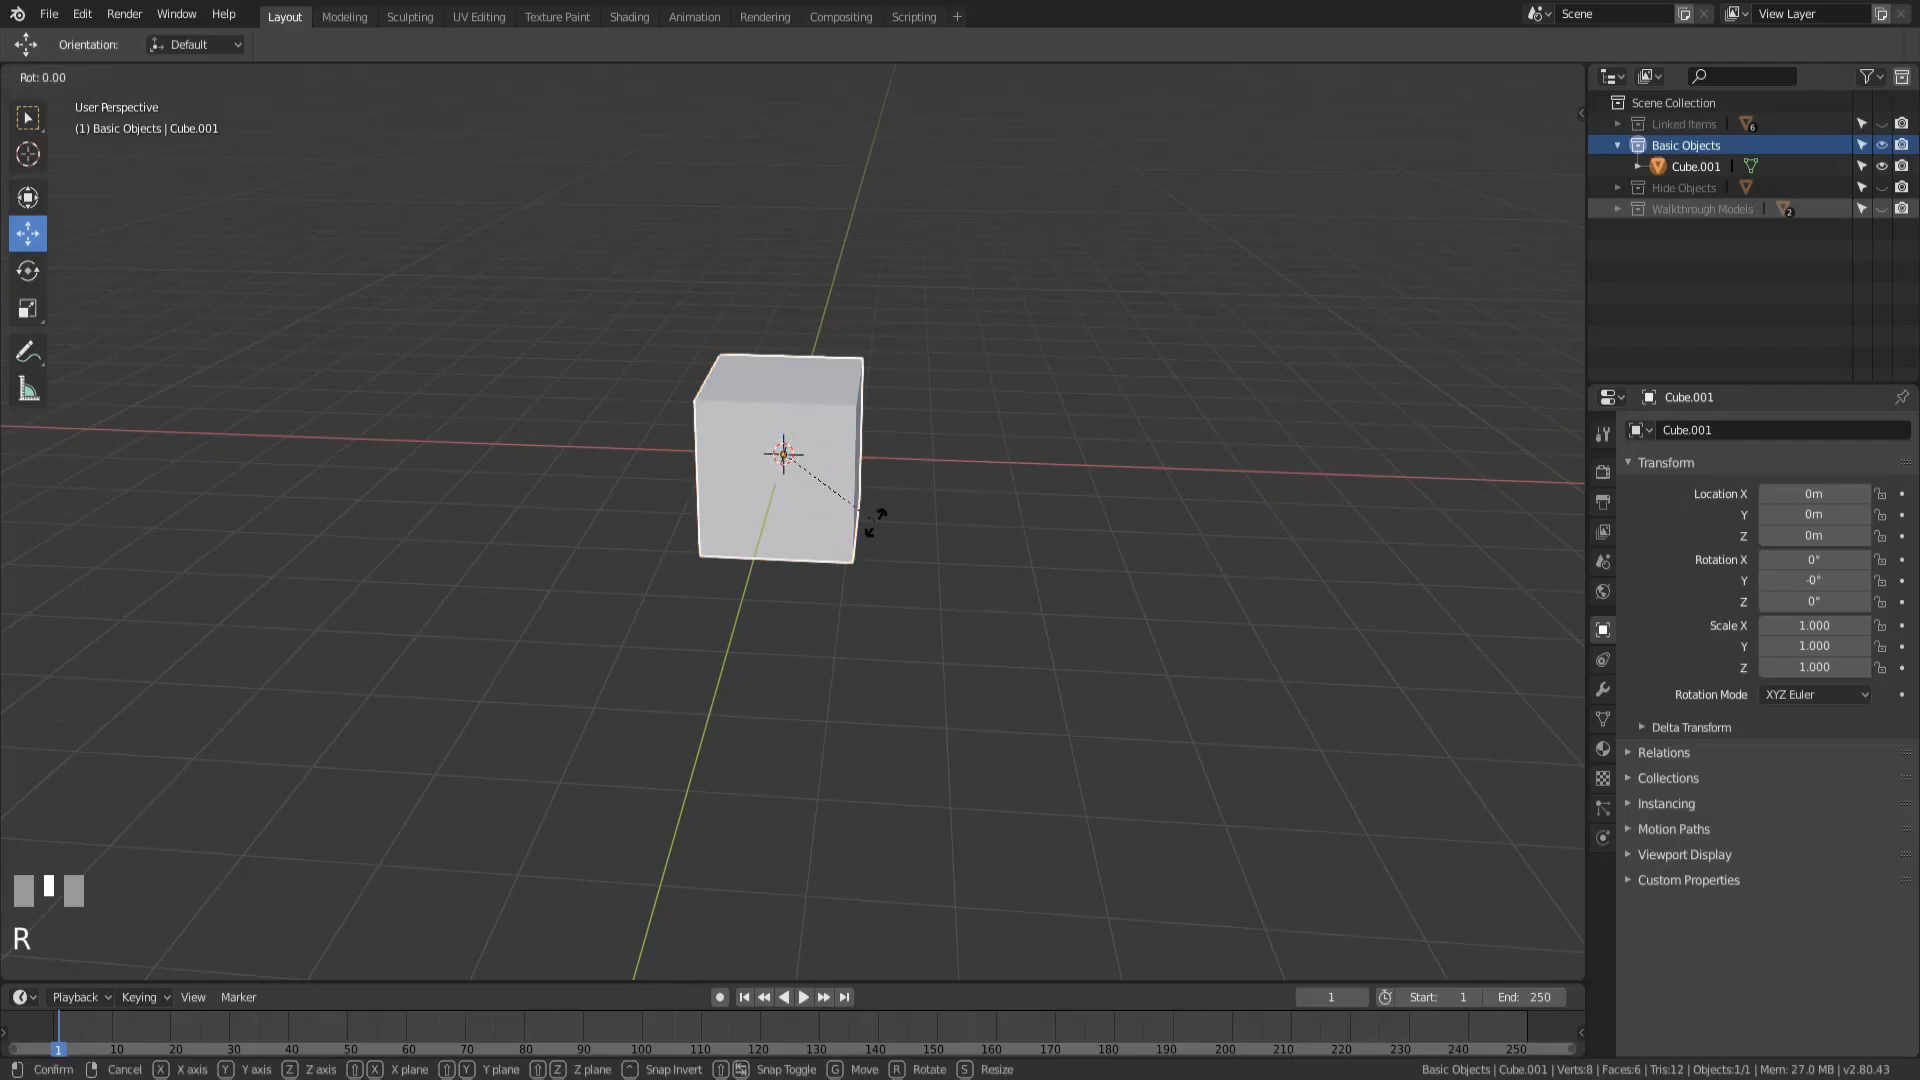 File Edit Render Window Help Layout Modeling Sculpting UV Editing Texture Paint Shading Animation Rendering Compositing Scripting + Scene View Layer
Orientation: Default
Rot: 0.00
User Perspective
(1) Basic Objects | Cube.001
Scene Collection
Linked Items 6
Basic Objects
Cube.001
Hide Objects
Walkthrough Models 2
Cube.001
Cube.001
Transform
Location X 0m
Y 0m
Z 0m
Rotation X 0°
Y -0°
Z 0°
Scale X 1.000
Y 1.000
Z 1.000
Rotation Mode XYZ Euler
Delta Transform
Relations
Collections
Instancing
Motion Paths
Viewport Display
Custom Properties
R
Playback Keying View Marker 1 Start: 1 End: 250
1 10 20 30 40 50 60 70 80 90 100 110 120 130 140 150 160 170 180 190 200 210 220 230 240 250
Confirm Cancel X X axis Y Y axis Z Z axis X X plane Y Y plane Z Z plane Snap Invert Snap Toggle G Move R Rotate S Resize Basic Objects | Cube.001 | Verts:8 | Faces:6 | Tris:12 | Objects:1/1 | Mem: 27.0 MB | v2.80.43